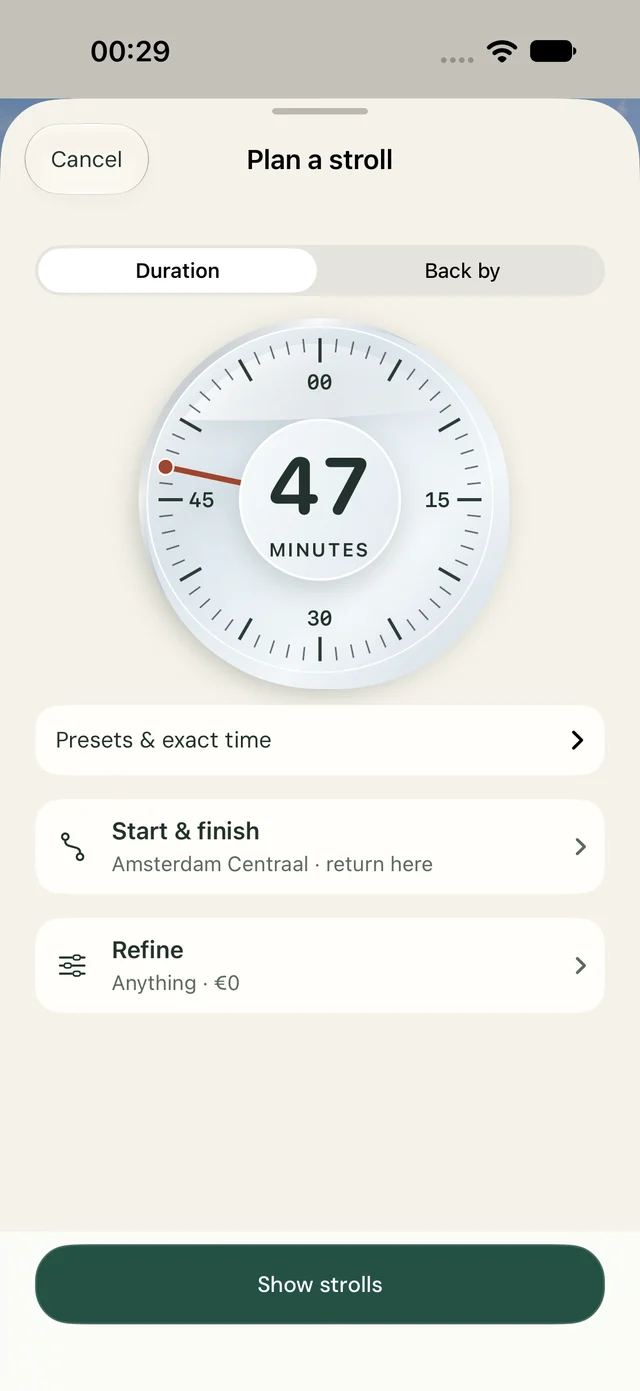 00:29
Cancel
Plan a stroll
Duration
Back by
00
45
47
15
MINUTES
30
Presets & exact time
Start & finish
Amsterdam Centraal · return here
Refine
Anything · €0
Show strolls